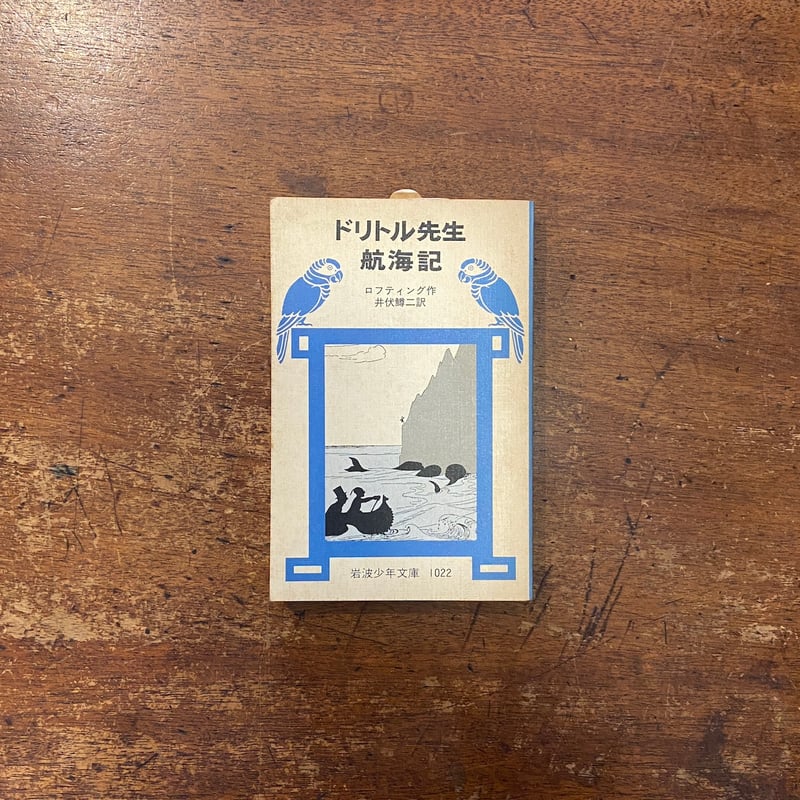 ドリトル先生
航海記
ロフティング作
井伏鱒二訳
岩波少年文庫 1022